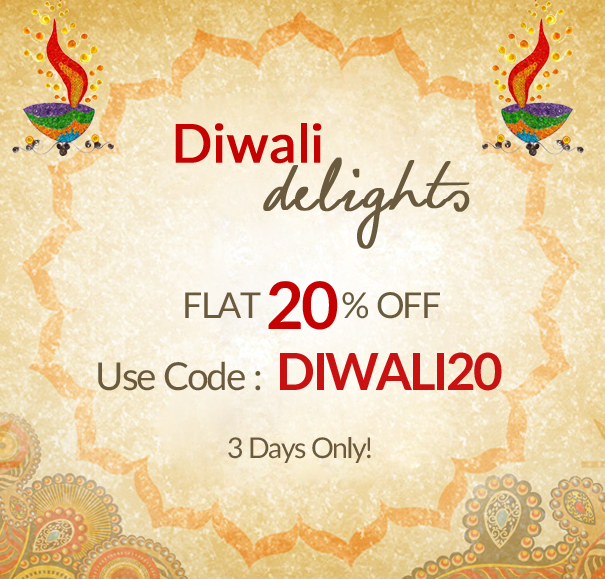 Diwali
delights
FLAT 20% OFF
Use Code : DIWALI20
3 Days Only!